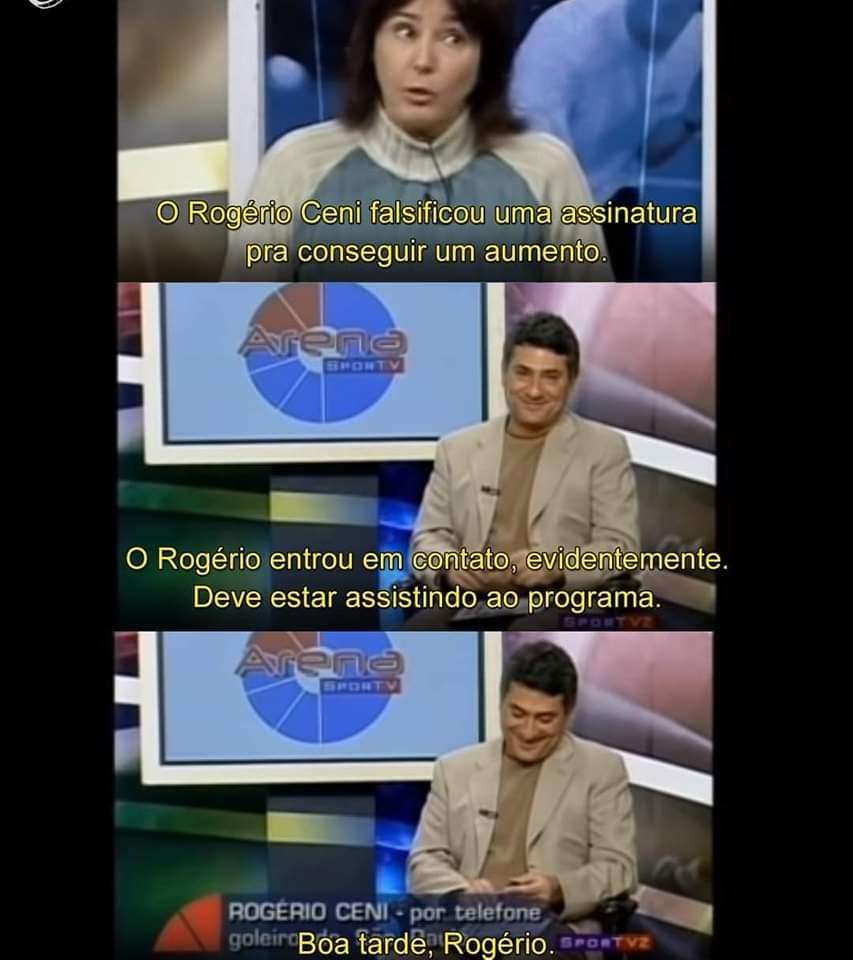 O Rogério Ceni falsificou uma assinatura
pra conseguir um aumento.
Arena
SPORTV
O Rogério entrou em contato, evidentemente.
Deve estar assistindo ao programa.
SPORTV2
Arena
SPORTV
ROGÉRIO CENI - por telefone
goleiro
Boa tarde, Rogério.
SPORTV2